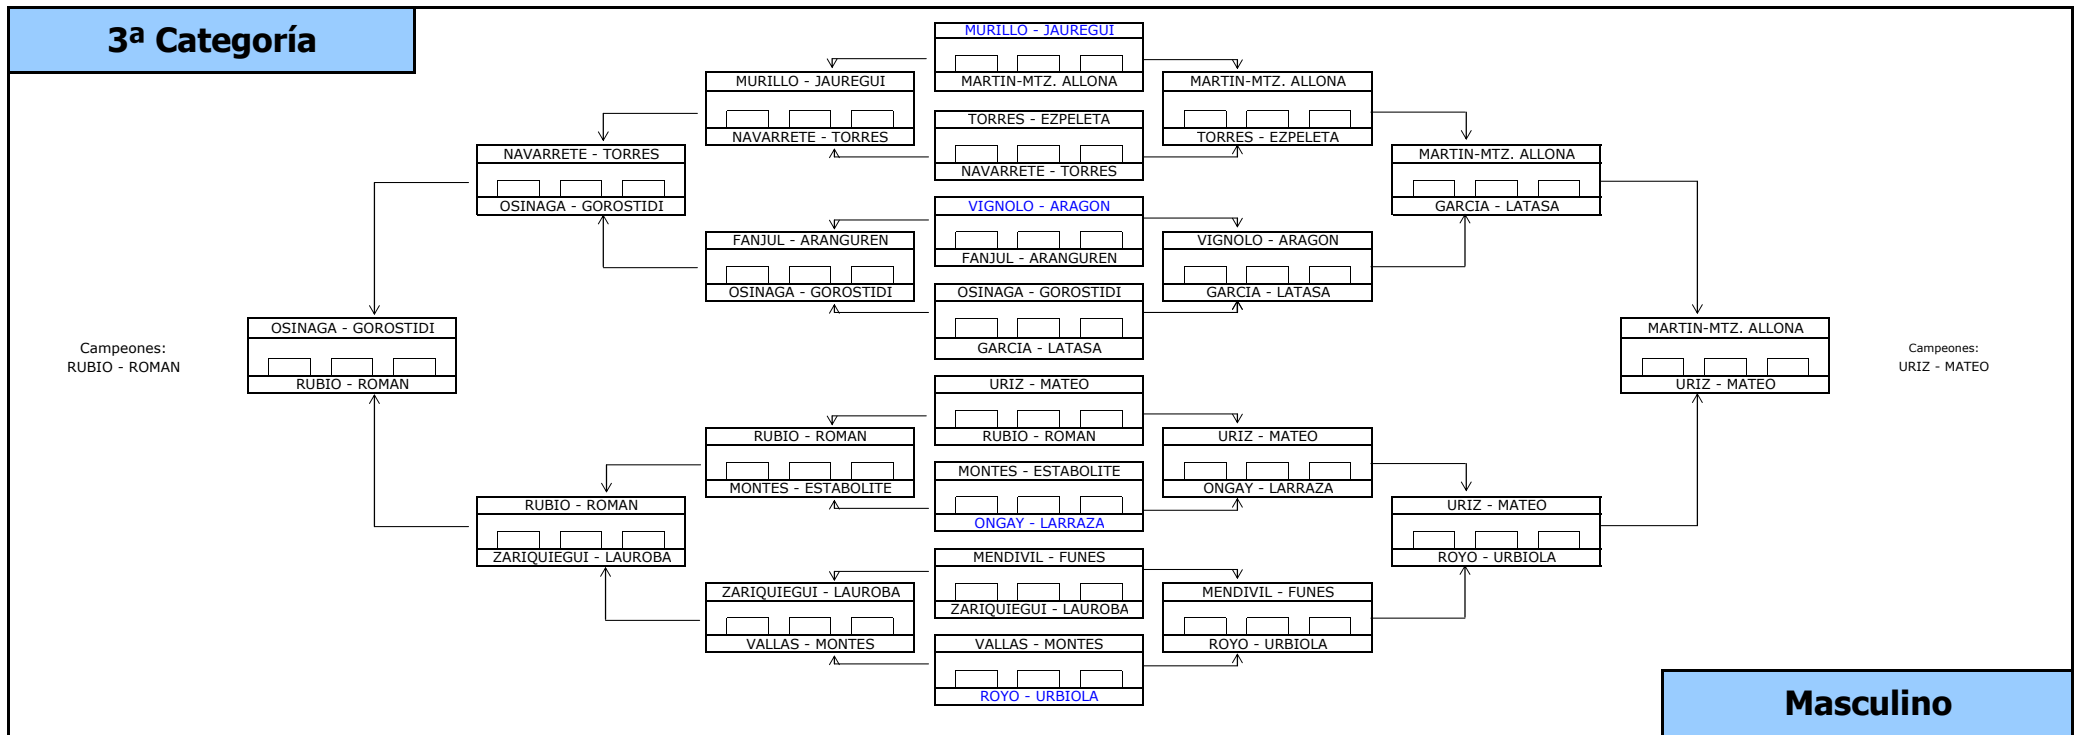 3ª Categoría
MURILLO - JAUREGUI
MARTIN-MTZ. ALLONA
TORRES - EZPELETA
NAVARRETE - TORRES
VIGNOLO - ARAGON
FANJUL - ARANGUREN
OSINAGA - GOROSTIDI
GARCIA - LATASA
URIZ - MATEO
RUBIO - ROMAN
MONTES - ESTABOLITE
ONGAY - LARRAZA
MENDIVIL - FUNES
ZARIQUIEGUI - LAUROBA
VALLAS - MONTES
ROYO - URBIOLA
MURILLO - JAUREGUI
NAVARRETE - TORRES
FANJUL - ARANGUREN
OSINAGA - GOROSTIDI
RUBIO - ROMAN
MONTES - ESTABOLITE
ZARIQUIEGUI - LAUROBA
VALLAS - MONTES
NAVARRETE - TORRES
OSINAGA - GOROSTIDI
RUBIO - ROMAN
ZARIQUIEGUI - LAUROBA
OSINAGA - GOROSTIDI
RUBIO - ROMAN
Campeones:
RUBIO - ROMAN
MARTIN-MTZ. ALLONA
TORRES - EZPELETA
VIGNOLO - ARAGON
GARCIA - LATASA
URIZ - MATEO
ONGAY - LARRAZA
MENDIVIL - FUNES
ROYO - URBIOLA
MARTIN-MTZ. ALLONA
GARCIA - LATASA
URIZ - MATEO
ROYO - URBIOLA
MARTIN-MTZ. ALLONA
URIZ - MATEO
Campeones:
URIZ - MATEO
Masculino